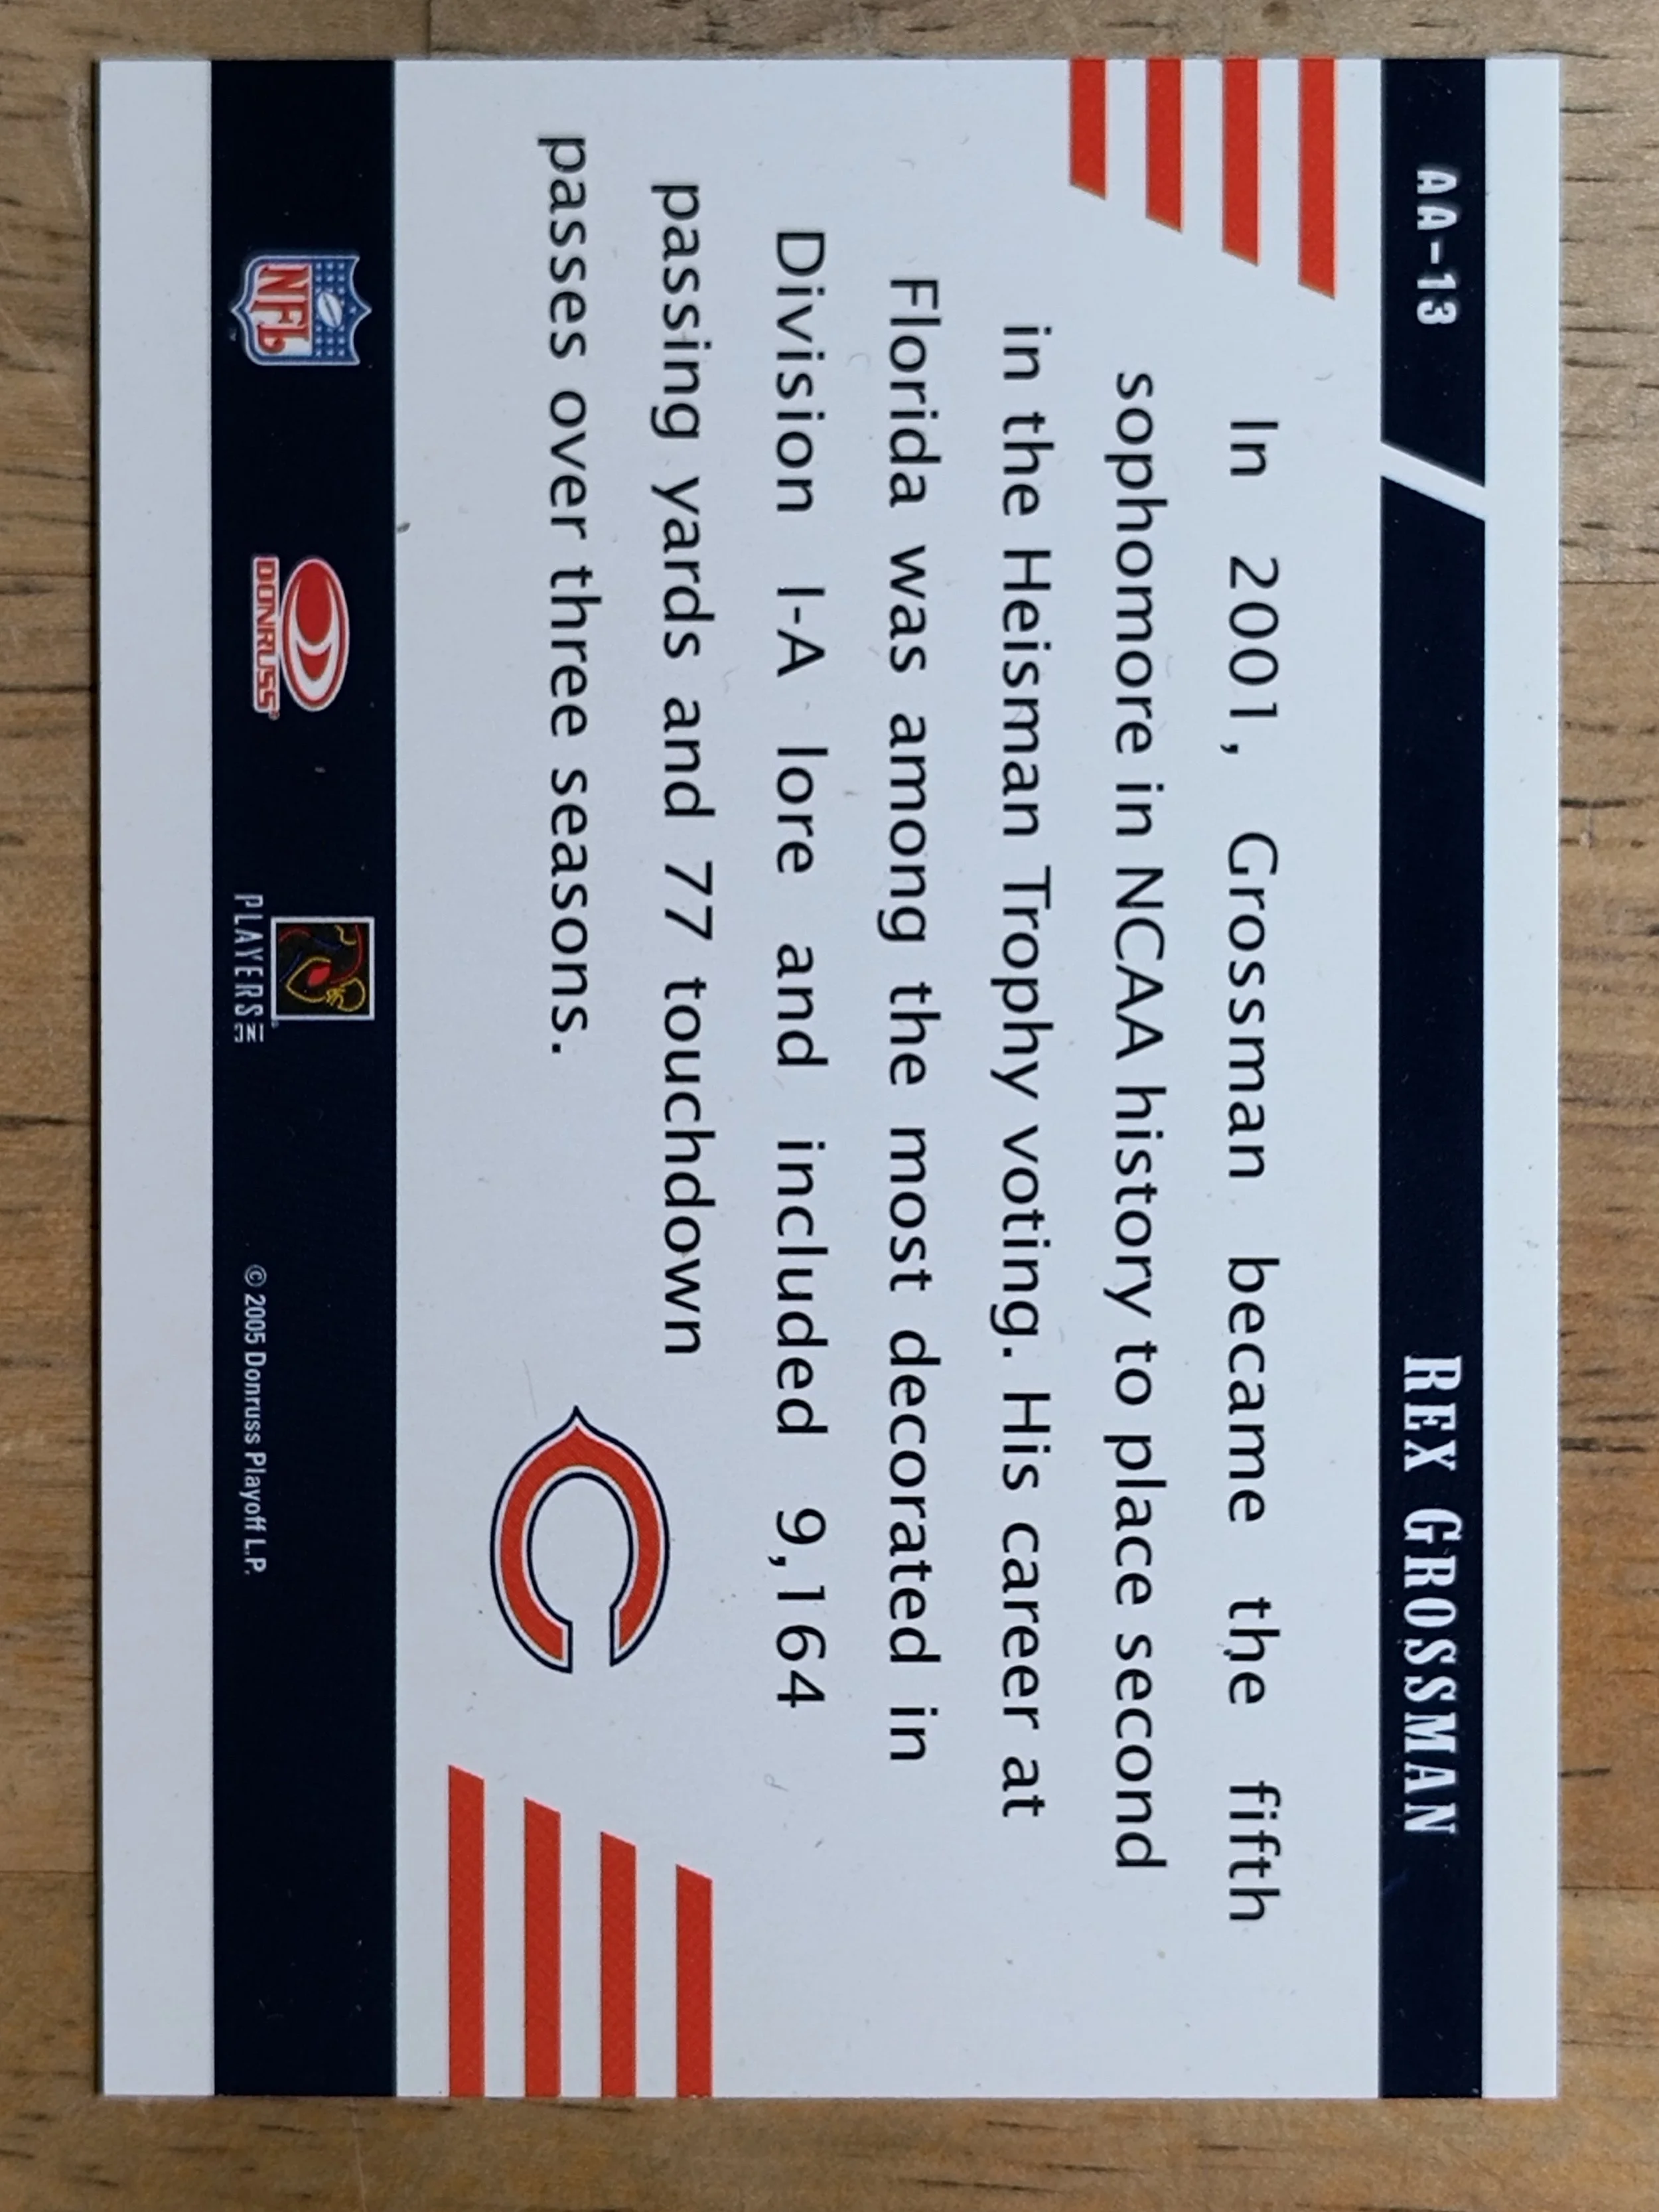 AA-13
REX GROSSMAN
In 2001, Grossman became the fifth
sophomore in NCAA history to place second
in the Heisman Trophy voting. His career at
Florida was among the most decorated in
Division I-A lore and included 9,164
passing yards and 77 touchdown
passes over three seasons.
NFL
DONRUSS
PLAYERS INC
© 2005 Donruss Playoff L.P.